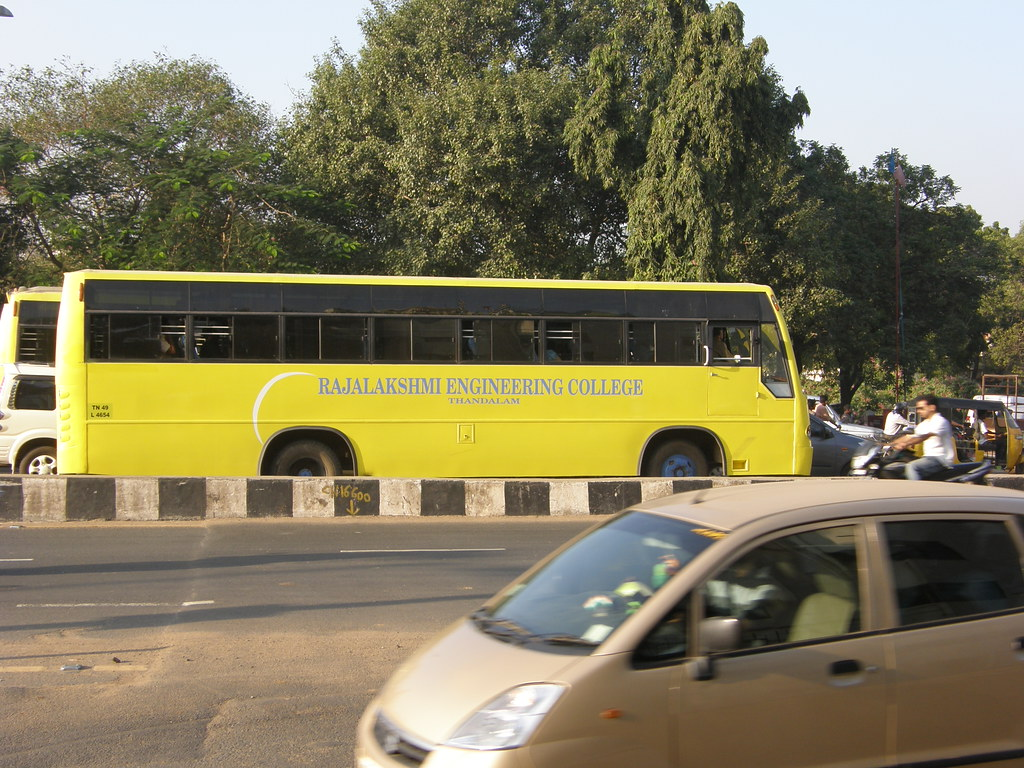 RAJALAKSHMI ENGINEERING COLLEGE
THANDALAM
TN 49
L 4654